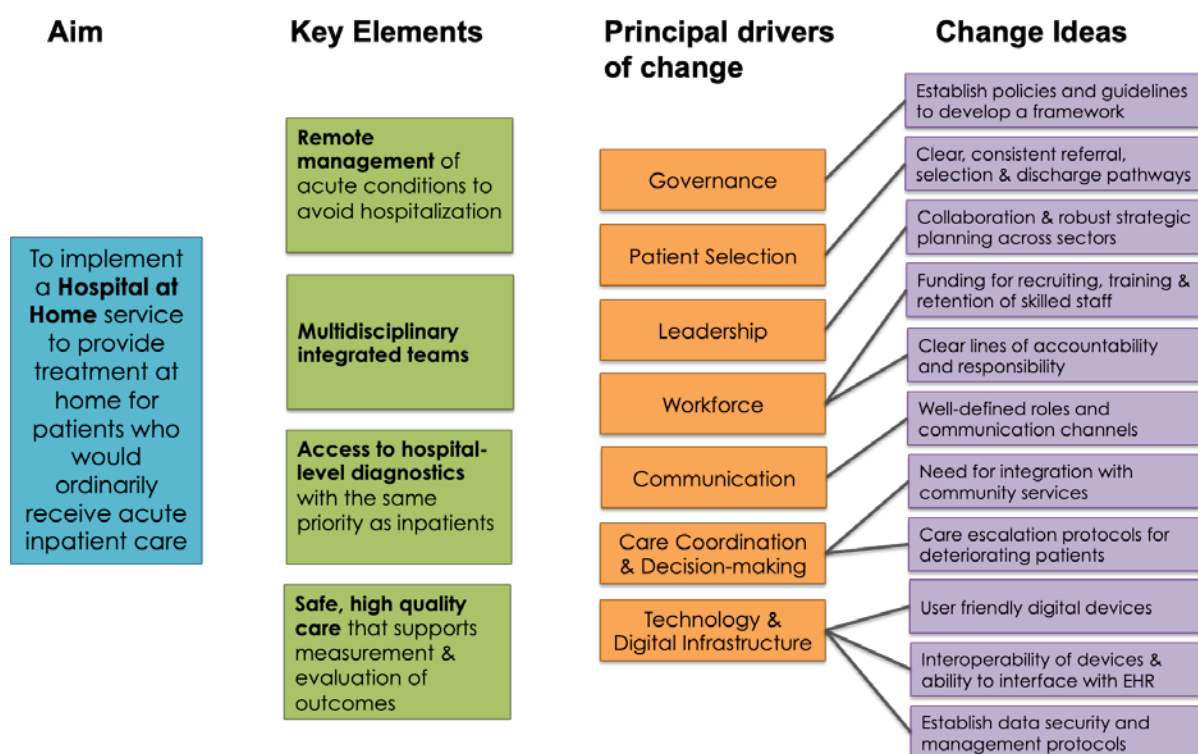 Aim
Key Elements
Principal drivers
of change
Change Ideas
To implement
a Hospital at
Home service
to provide
treatment at
home for
patients who
would
ordinarily
receive acute
inpatient care
Remote
management of
acute conditions to
avoid hospitalization
Multidisciplinary
integrated teams
Access to hospital-
level diagnostics
with the same
priority as inpatients
Safe, high quality
care that supports
measurement &
evaluation of
outcomes
Governance
Patient Selection
Leadership
Workforce
Communication
Care Coordination
& Decision-making
Technology &
Digital Infrastructure
Establish policies and guidelines
to develop a framework
Clear, consistent referral,
selection & discharge pathways
Collaboration & robust strategic
planning across sectors
Funding for recruiting, training &
retention of skilled staff
Clear lines of accountability
and responsibility
Well-defined roles and
communication channels
Need for integration with
community services
Care escalation protocols for
deteriorating patients
User friendly digital devices
Interoperability of devices &
ability to interface with EHR
Establish data security and
management protocols